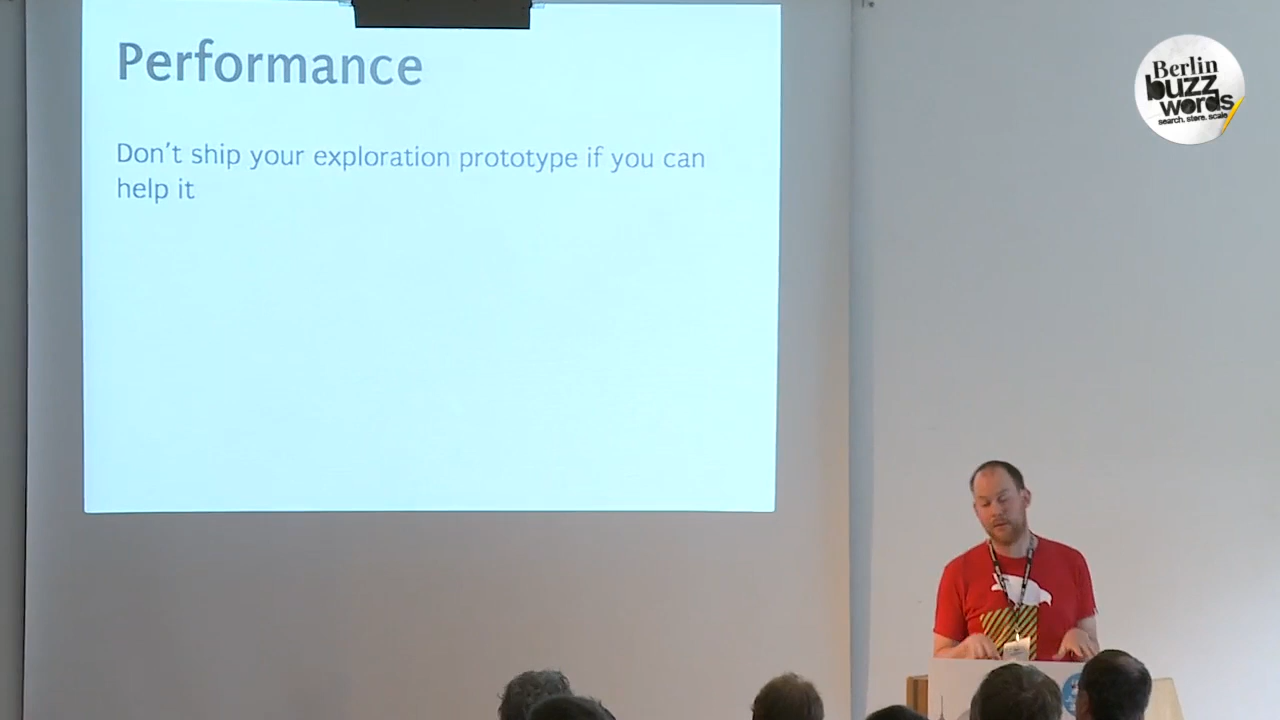 Performance
Don't ship your exploration prototype if you can
help it
Berlin
buzz
words
search. store. scale